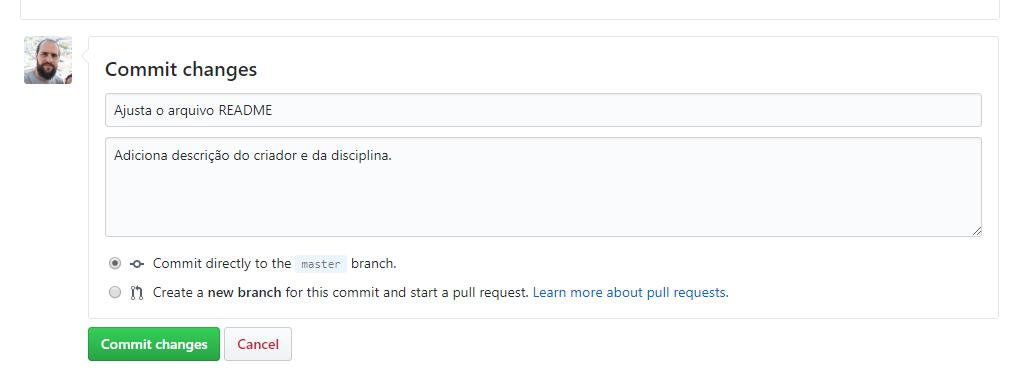 Commit changes
Ajusta o arquivo README
Adiciona descrição do criador e da disciplina.
Commit directly to the master branch.
Create a new branch for this commit and start a pull request. Learn more about pull requests.
Commit changes Cancel